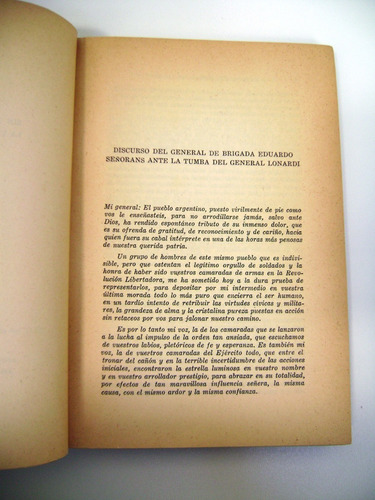 DISCURSO DEL GENERAL DE BRIGADA EDUARDO
SEÑORANS ANTE LA TUMBA DEL GENERAL LONARDI
Mi general: El pueblo argentino, puesto virilmente de pie como
vos le enseñasteis, para no arrodillarse jamás, salvo ante
Dios, ha rendido espontáneo tributo de su inmenso dolor, que
es su ofrenda de gratitud, de reconocimiento y de cariño, hacia
quien fuera su cabal intérprete en una de las horas más penosas
de nuestra querida patria.
Un grupo de hombres de este mismo pueblo que es indivi-
sible, pero que ostentan el legítimo orgullo de soldados y la
honra de haber sido vuestros camaradas de armas en la Revo-
lución Libertadora, me ha sometido hoy a la dura prueba de
representarlos, para depositar por mi intermedio en vuestra
última morada todo lo más puro que encierra el ser humano,
en un tardío intento de retribuir las virtudes cívicas y milita-
res, la grandeza de alma y la cristalina pureza puestas en acción
sin retaceos por vos para jalonar nuestro camino.
Es por lo tanto mi voz, la de los camaradas que se lanzaron
a la lucha al impulso de la orden tan ansiada, que escuchamos
de vuestros labios, pletóricos de fe y esperanza. Es también mi
voz, la de vuestros camaradas del Ejército todo, que entre el
tronar del cañón y en la terrible incertidumbre de las acciones
iniciales, encontraron la estrella luminosa en vuestro nombre
y en vuestro arrollador prestigio, para abrazar en su totalidad,
por efectos de tan maravillosa influencia señera, la misma
causa, con el mismo ardor y la misma confianza.